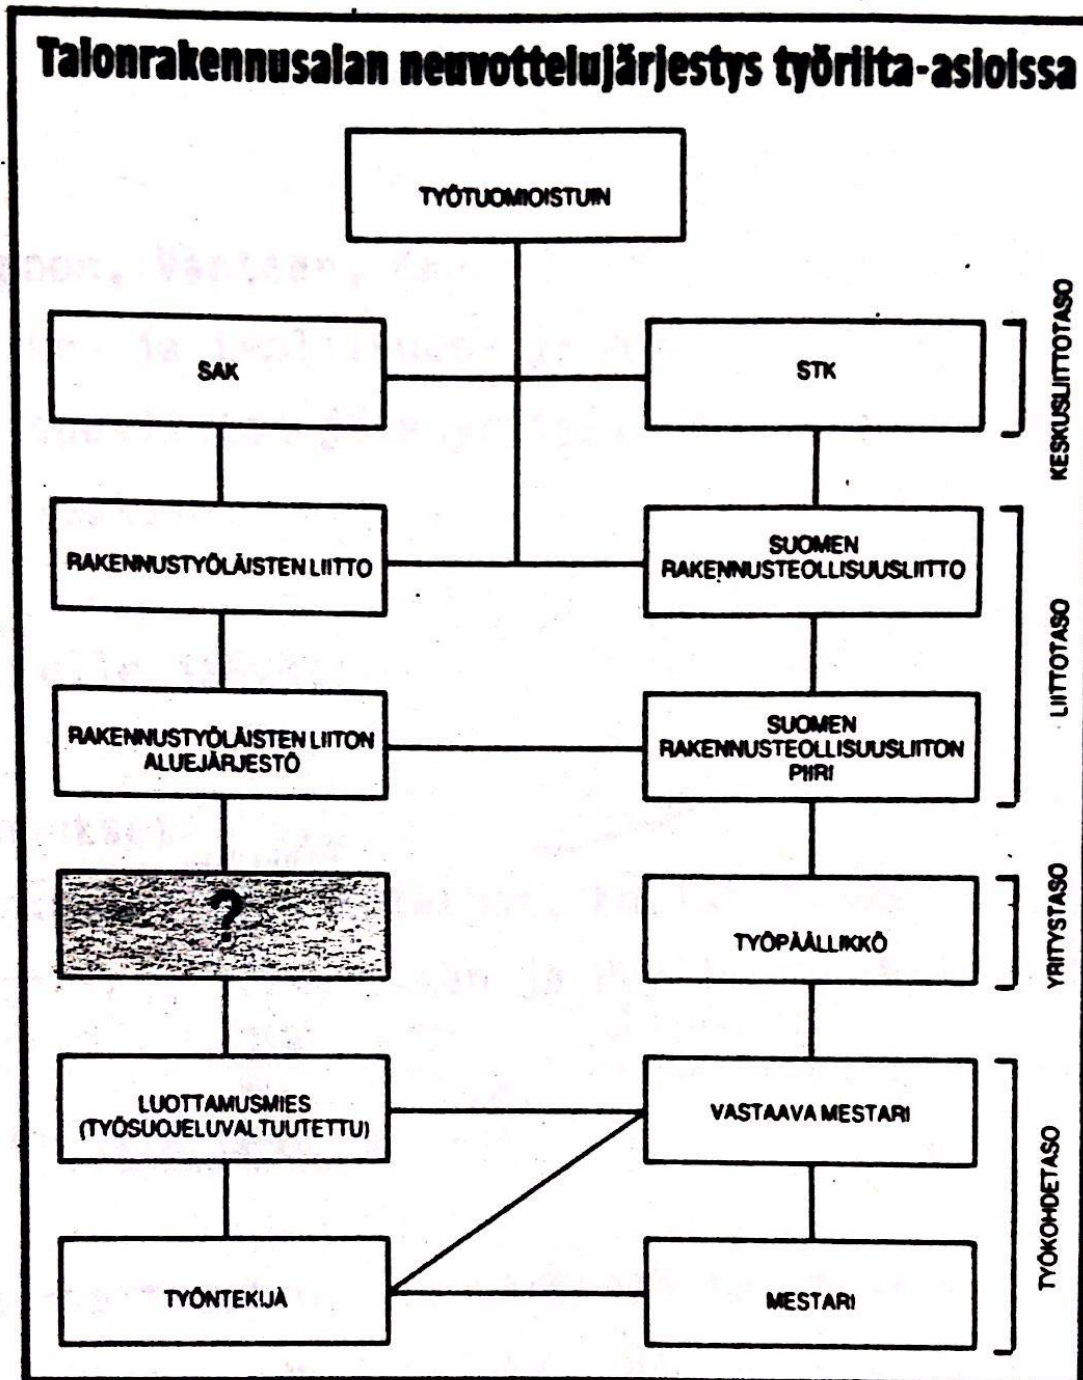 Talonrakennusalan neuvottelujärjestys työriita-asioissa
TYÖTUOMIOISTUIN
SAK
STK
KESKUSLIITTOTASO
RAKENNUSTYÖLÄISTEN LIITTO
SUOMEN
RAKENNUSTEOLLISUUSLIITTO
LIITTOTASO
RAKENNUSTYÖLÄISTEN LIITON
ALUEJÄRJESTÖ
SUOMEN
RAKENNUSTEOLLISUUSLIITON
PIIRI
?
TYÖPÄÄLLIKKÖ
YRITYSTASO
LUOTTAMUSMIES
(TYÖSUOJELUVALTUUTETTU)
VASTAAVA MESTARI
TYÖKOHDETASO
TYÖNTEKIJÄ
MESTARI